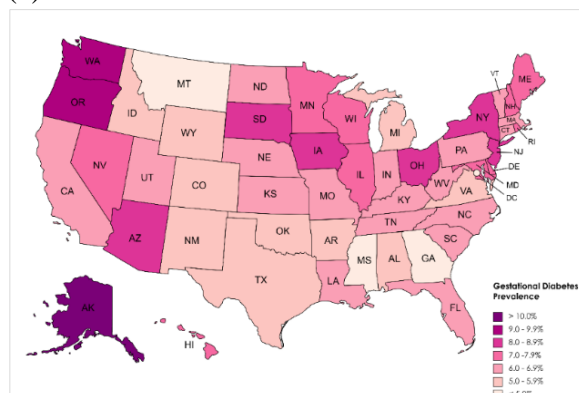 WA
MT
ND
MN
VT
ME
OR
ID
SD
WI
NH
NY
MA
CT
RI
WY
MI
IA
PA
NJ
NE
OH
NV
UT
IL
IN
DE
CO
WV
VA
MD
DC
CA
KS
MO
KY
NC
TN
AZ
NM
OK
AR
SC
MS
AL
GA
TX
LA
AK
FL
HI
Gestational Diabetes
Prevalence
> 10.0%
9.0 - 9.9%
8.0 - 8.9%
7.0 -7.9%
6.0 - 6.9%
5.0 - 5.9%